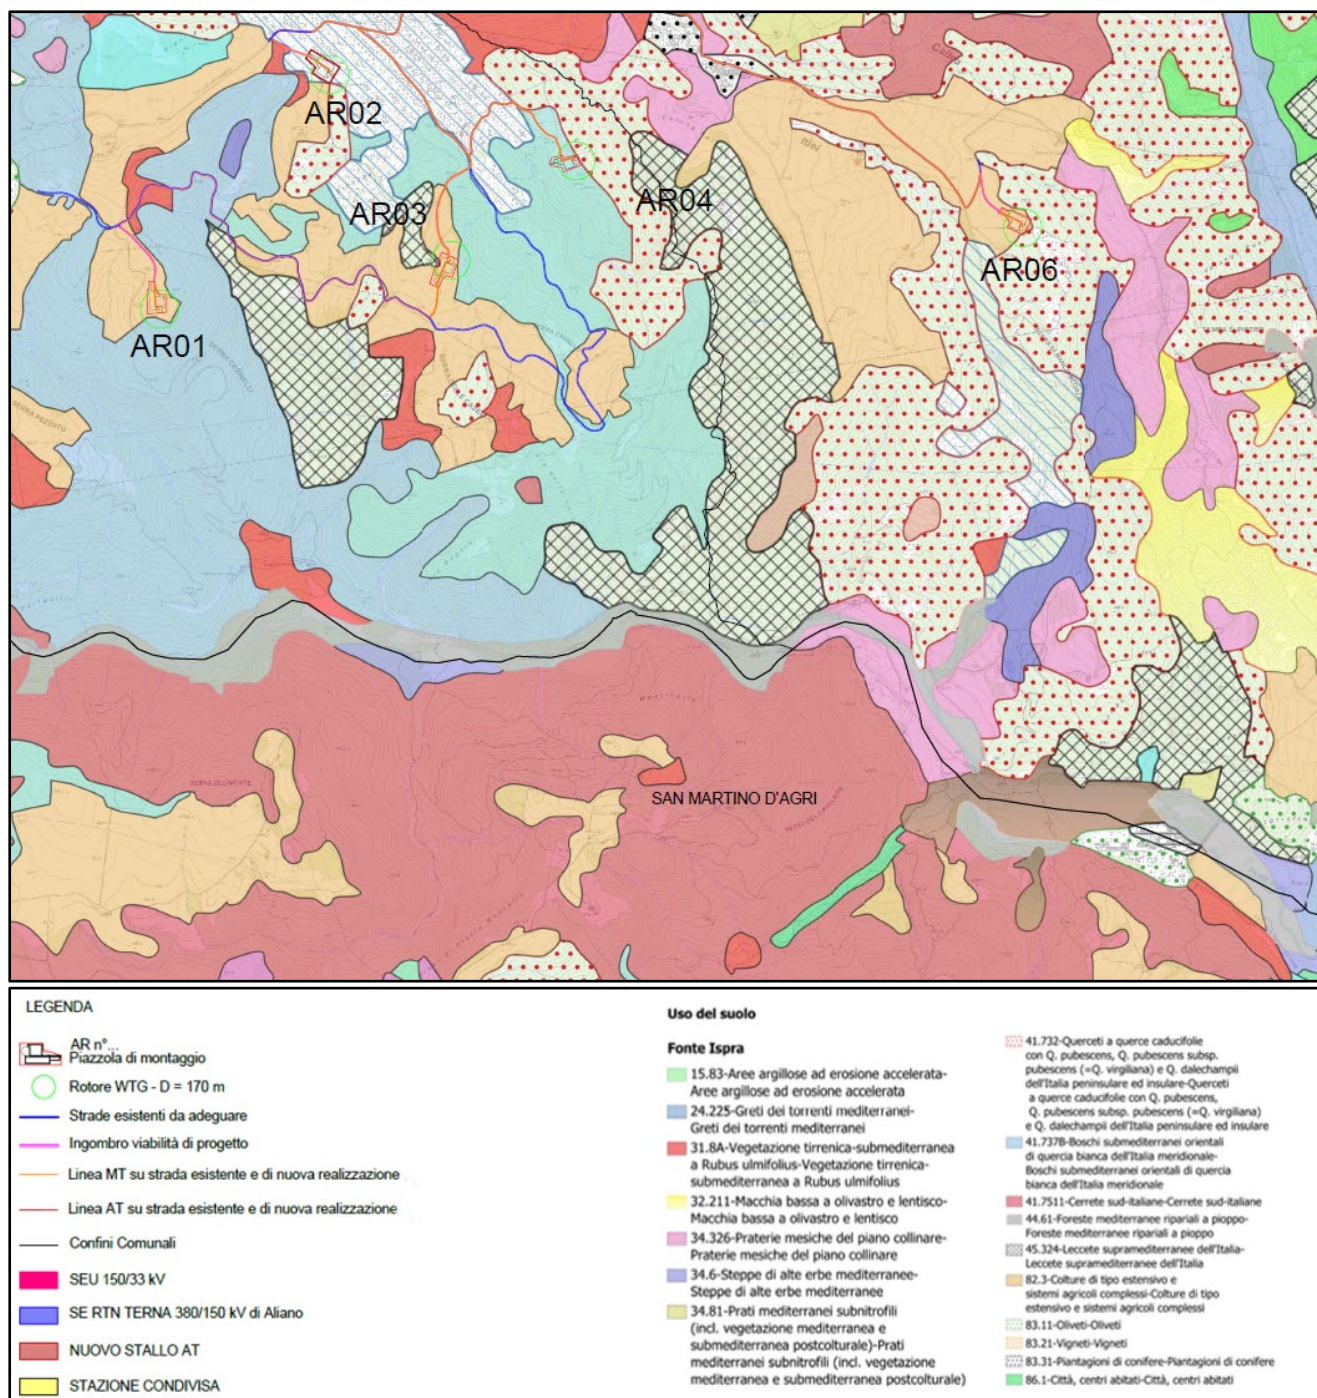 AR02
AR03
AR04
AR06
AR01
SAN MARTINO D'AGRI
LEGENDA
AR n°...
Piazzola di montaggio
Rotore WTG - D = 170 m
Strade esistenti da adeguare
Ingombro viabilità di progetto
Linea MT su strada esistente e di nuova realizzazione
Linea AT su strada esistente e di nuova realizzazione
Confini Comunali
SEU 150/33 kV
SE RTN TERNA 380/150 kV di Aliano
NUOVO STALLO AT
STAZIONE CONDIVISA
Uso del suolo
Fonte Ispra
15.83-Aree argillose ad erosione accelerata-
Aree argillose ad erosione accelerata
24.225-Greti dei torrenti mediterranei-
Greti dei torrenti mediterranei
31.8A-Vegetazione tirrenica-submediterranea
a Rubus ulmifolius-Vegetazione tirrenica-
submediterranea a Rubus ulmifolius
32.211-Macchia bassa a olivastro e lentisco-
Macchia bassa a olivastro e lentisco
34.326-Praterie mesiche del piano collinare-
Praterie mesiche del piano collinare
34.6-Steppe di alte erbe mediterranee-
Steppe di alte erbe mediterranee
34.81-Prati mediterranei subnitrofili
(incl. vegetazione mediterranea e
submediterranea postcolturale)-Prati
mediterranei subnitrofili (incl. vegetazione
mediterranea e submediterranea postcolturale)
41.732-Querceti a querce caducifolie
con Q. pubescens, Q. pubescens subsp.
pubescens (=Q. virgiliana) e Q. dalechampii
dell'Italia peninsulare ed insulare-Querceti
a querce caducifolie con Q. pubescens,
Q. pubescens subsp. pubescens (=Q. virgiliana)
e Q. dalechampii dell'Italia peninsulare ed insulare
41.737B-Boschi submediterranei orientali
di quercia bianca dell'Italia meridionale-
Boschi submediterranei orientali di quercia
bianca dell'Italia meridionale
41.7511-Cerrete sud-italiane-Cerrete sud-italiane
44.61-Foreste mediterranee ripariali a pioppo-
Foreste mediterranee ripariali a pioppo
45.324-Leccete supramediterranee dell'Italia-
Leccete supramediterranee dell'Italia
82.3-Colture di tipo estensivo e
sistemi agricoli complessi-Colture di tipo
estensivo e sistemi agricoli complessi
83.11-Oliveti-Oliveti
83.21-Vigneti-Vigneti
83.31-Piantagioni di conifere-Piantagioni di conifere
86.1-Città, centri abitati-Città, centri abitati